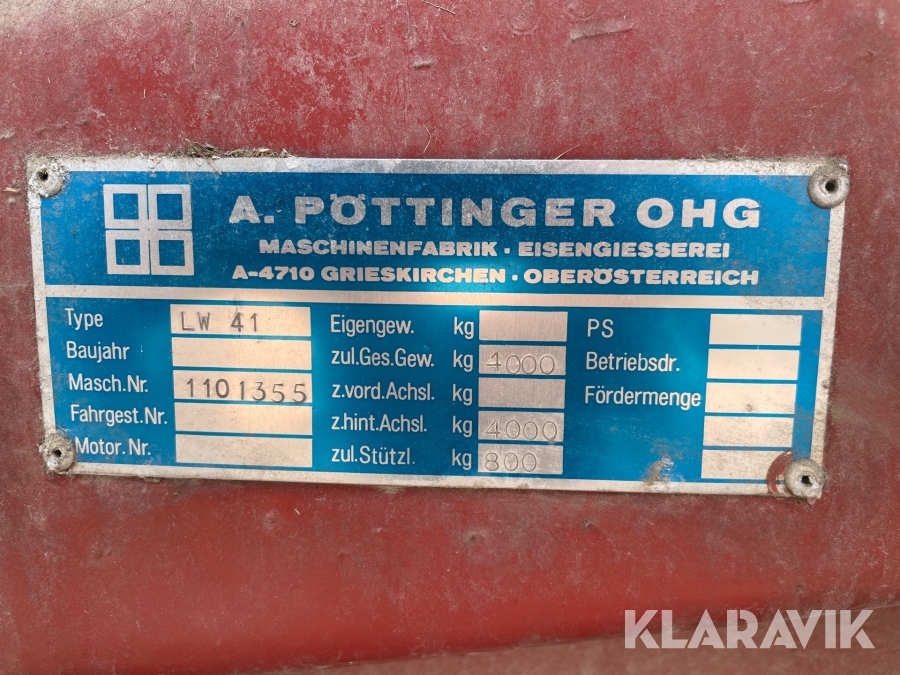 A. PÖTTINGER OHG
MASCHINENFABRIK · EISENGIESSEREI
A-4710 GRIESKIRCHEN · OBERÖSTERREICH
Type LW 41
Baujahr
Masch.Nr. 1101355
Fahrgest.Nr.
Motor.Nr.
Eigengew. kg
zul.Ges.Gew. kg 4000
z.vord.Achsl. kg
z.hint.Achsl. kg 4000
zul.Stützl. kg 800
PS
Betriebsdr.
Fördermenge
KLARAVIK